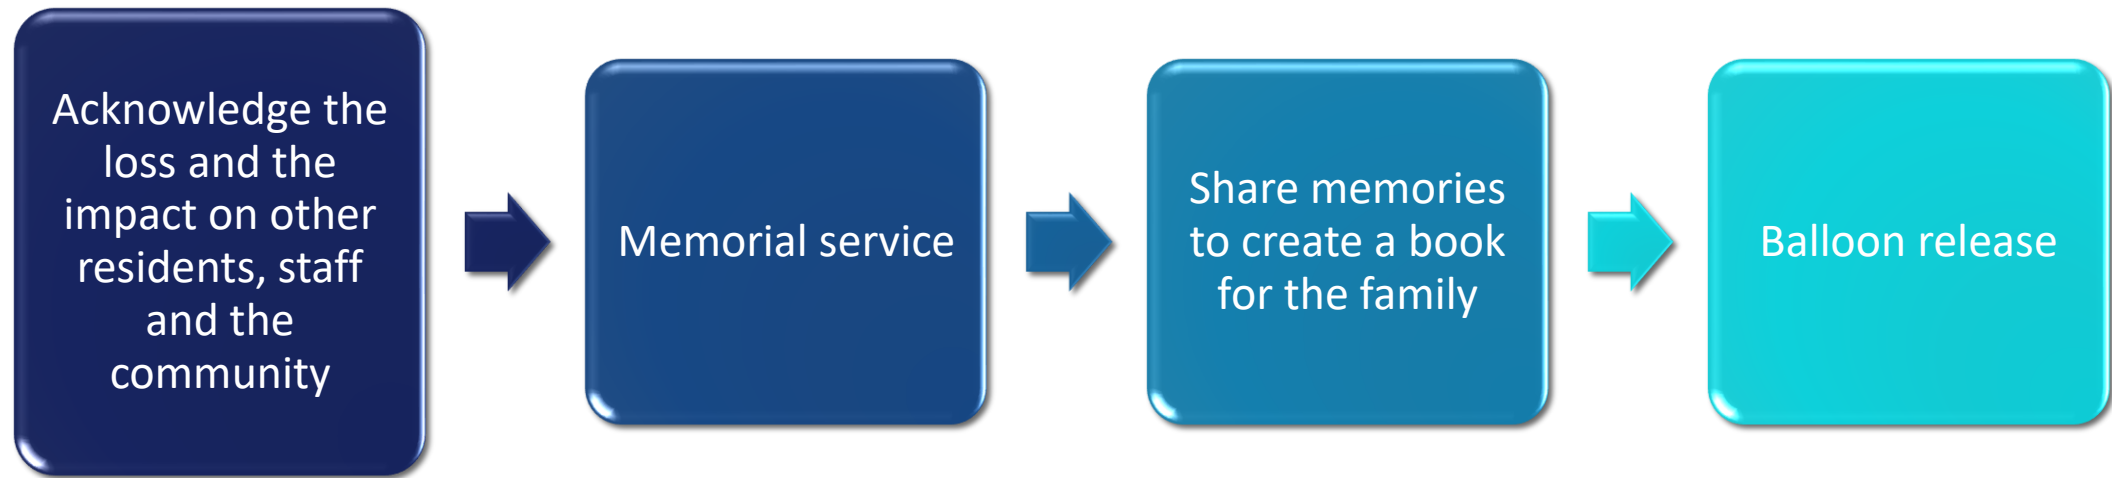 Acknowledge the
loss and the
impact on other
residents, staff
and the
community
Memorial service
Share memories
to create a book
for the family
Balloon release